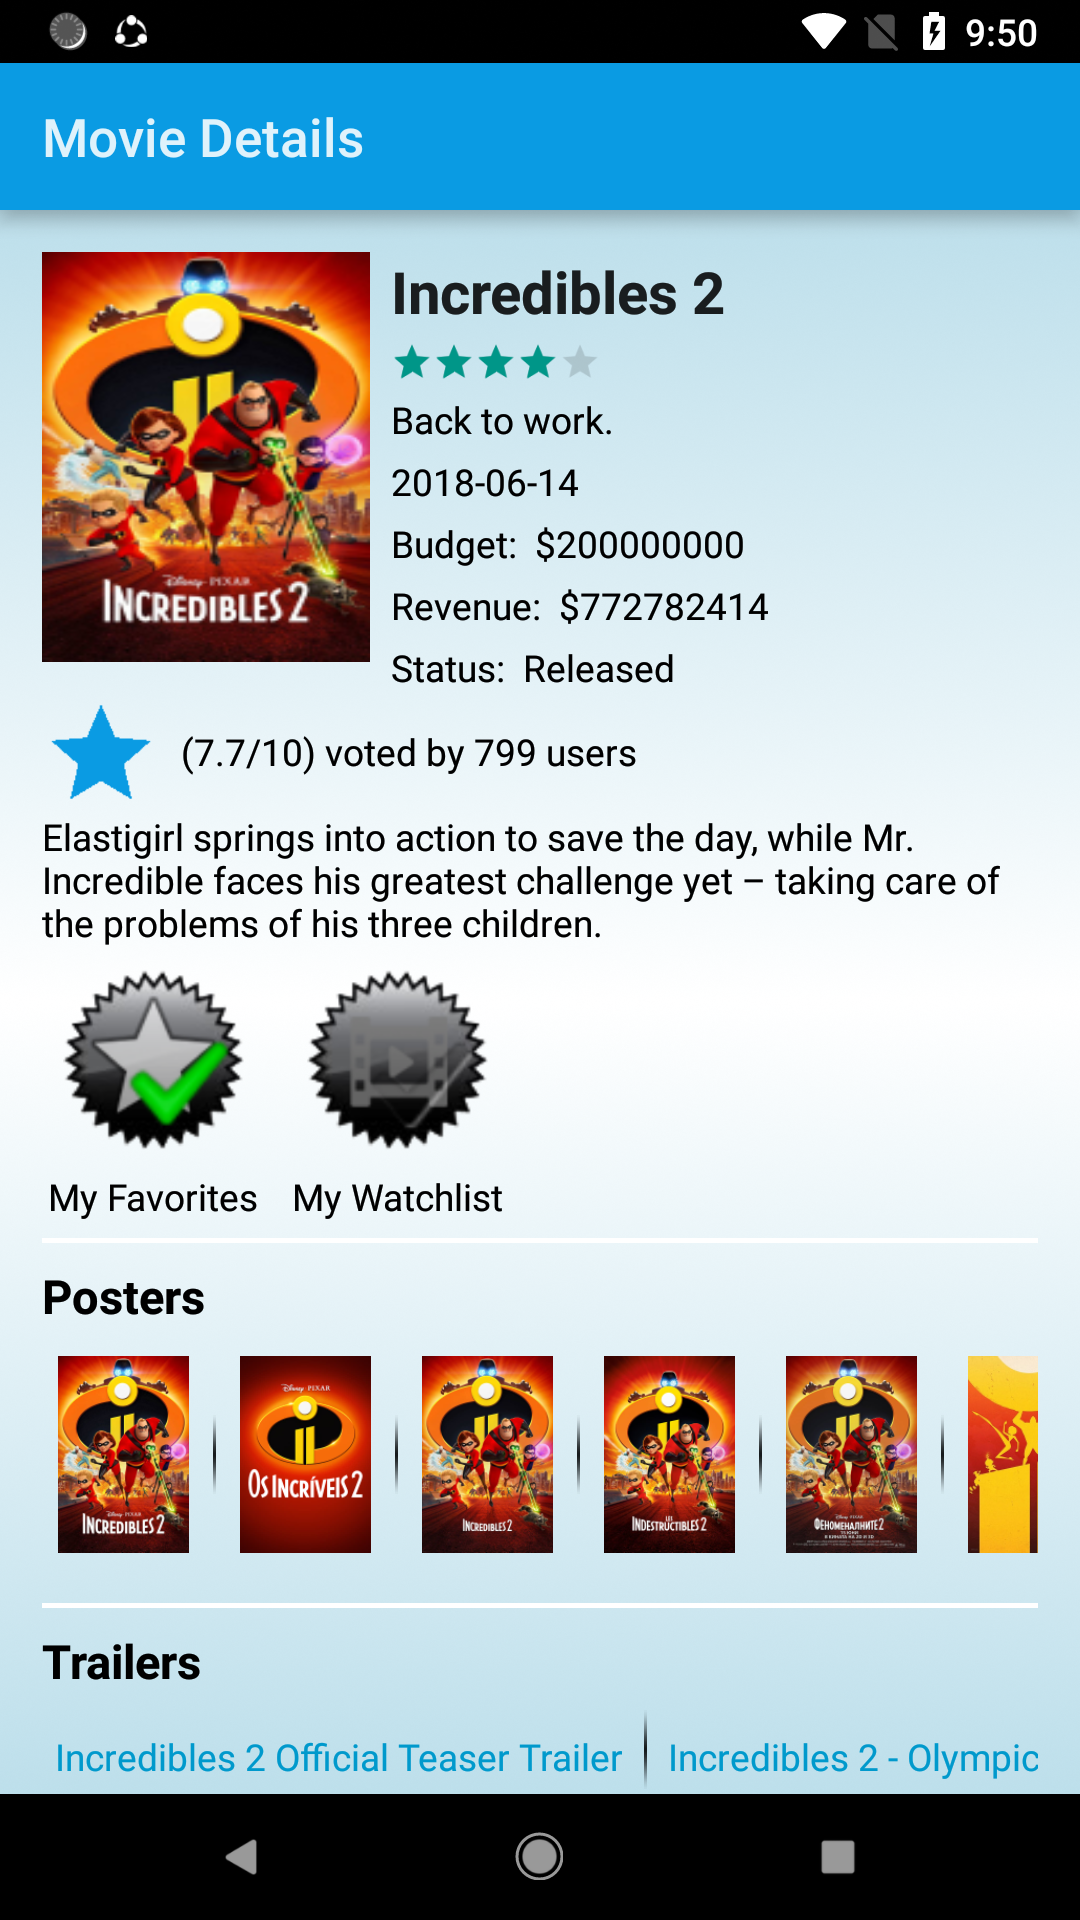 9:50
Movie Details
Incredibles 2
Back to work.
2018-06-14
Budget:  $200000000
Revenue:  $772782414
Status:  Released
Disney PIXAR
INCREDIBLES 2
(7.7/10) voted by 799 users
Elastigirl springs into action to save the day, while Mr.
Incredible faces his greatest challenge yet – taking care of
the problems of his three children.
My Favorites
My Watchlist
Posters
INCREDIBLES 2
Disney PIXAR
OS INCRÍVEIS 2
INCREDIBLES 2
LES
INDESTRUCTIBLES 2
ФЕНОМЕНАЛНИТЕ 2
Trailers
Incredibles 2 Official Teaser Trailer
Incredibles 2 - Olympic